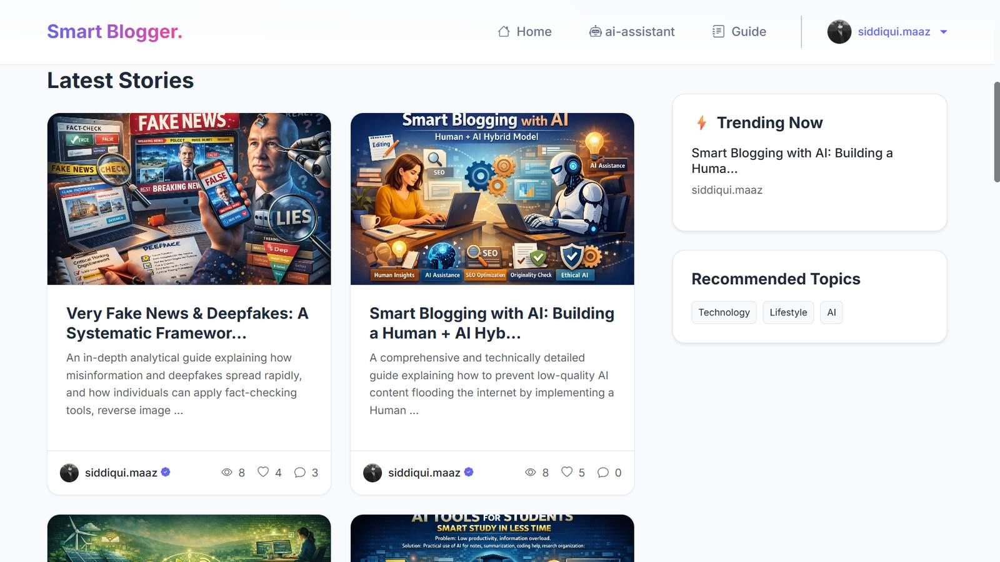 Smart Blogger.
Home
ai-assistant
Guide
siddiqui.maaz
Latest Stories
FAKE NEWS
FACT-CHECK
FALSE
FAKE NEWS CHECK
BREAKING NEWS
FALSE
LIES
DEEPFAKE
Critical Thinking
RESEARCH
Smart Blogging with AI
Human + AI Hybrid Model
Editing
SEO
AI Assistance
SEO
Human Insights
AI Assistance
SEO Optimization
Originality Check
Ethical AI
Very Fake News & Deepfakes: A
Systematic Framewor...
An in-depth analytical guide explaining how
misinformation and deepfakes spread rapidly,
and how individuals can apply fact-checking
tools, reverse image ...
siddiqui.maaz
8
4
3
Smart Blogging with AI: Building
a Human + AI Hyb...
A comprehensive and technically detailed
guide explaining how to prevent low-quality AI
content flooding the internet by implementing a
Human ...
siddiqui.maaz
8
5
0
AI TOOLS FOR STUDENTS
SMART STUDY IN LESS TIME
Problem: Low productivity, information overload.
Solution: Practical use of AI for notes, summarization, coding help, reserch organization:
Trending Now
Smart Blogging with AI: Building a
Huma...
siddiqui.maaz
Recommended Topics
Technology
Lifestyle
AI